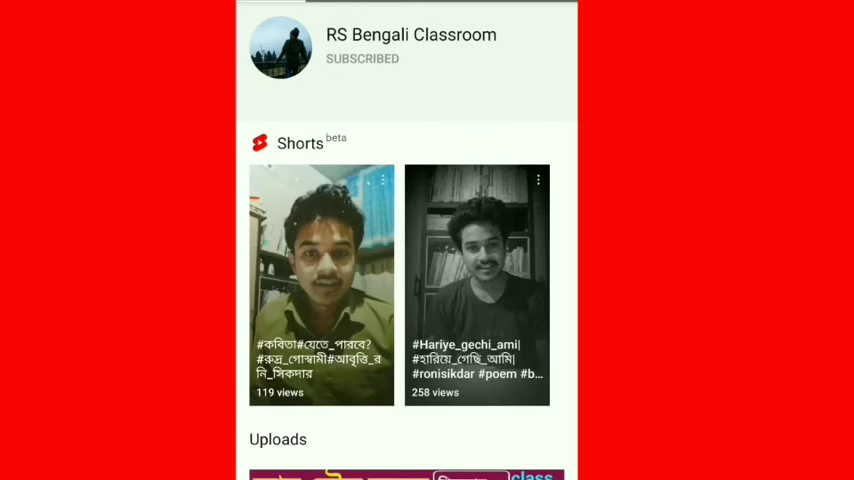 RS Bengali Classroom
SUBSCRIBED
Shorts beta
#কবিতা#যেতে_পারবে?
#রুদ্র_গোস্বামী#আবৃত্তি_র
নি_সিকদার
119 views
#Hariye_gechi_ami|
#হারিয়ে_গেছি_আমি|
#ronisikdar #poem #b...
258 views
Uploads
class